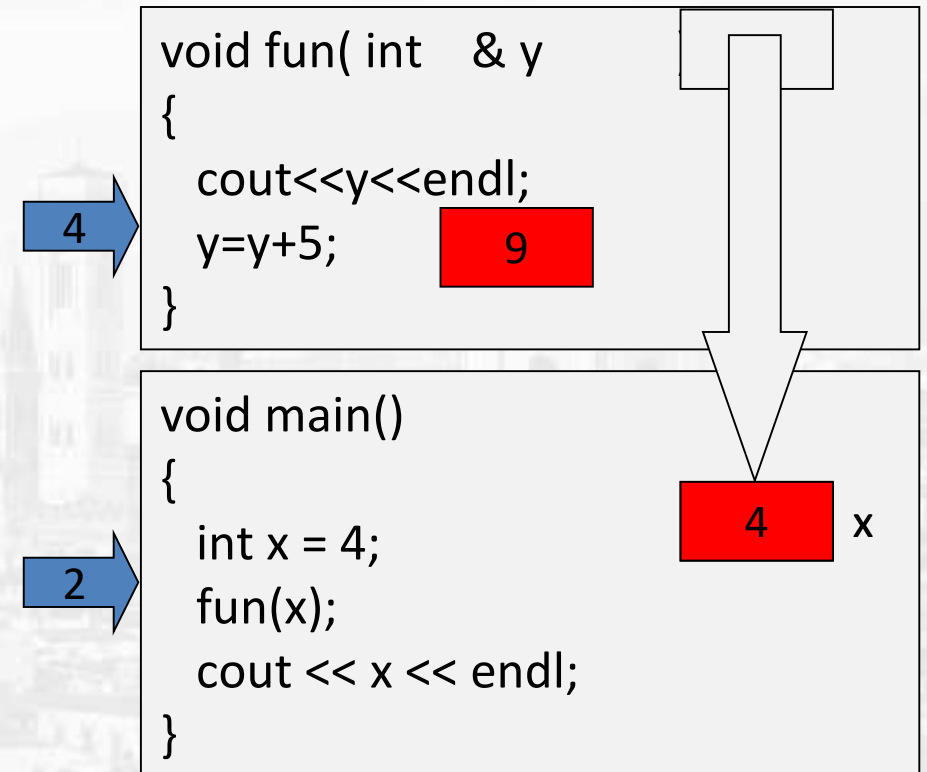 void fun( int & y
{
cout<<y<<endl;
4
y=y+5;
9
}
void main()
{
4 x
int x = 4;
2
fun(x);
cout << x << endl;
}